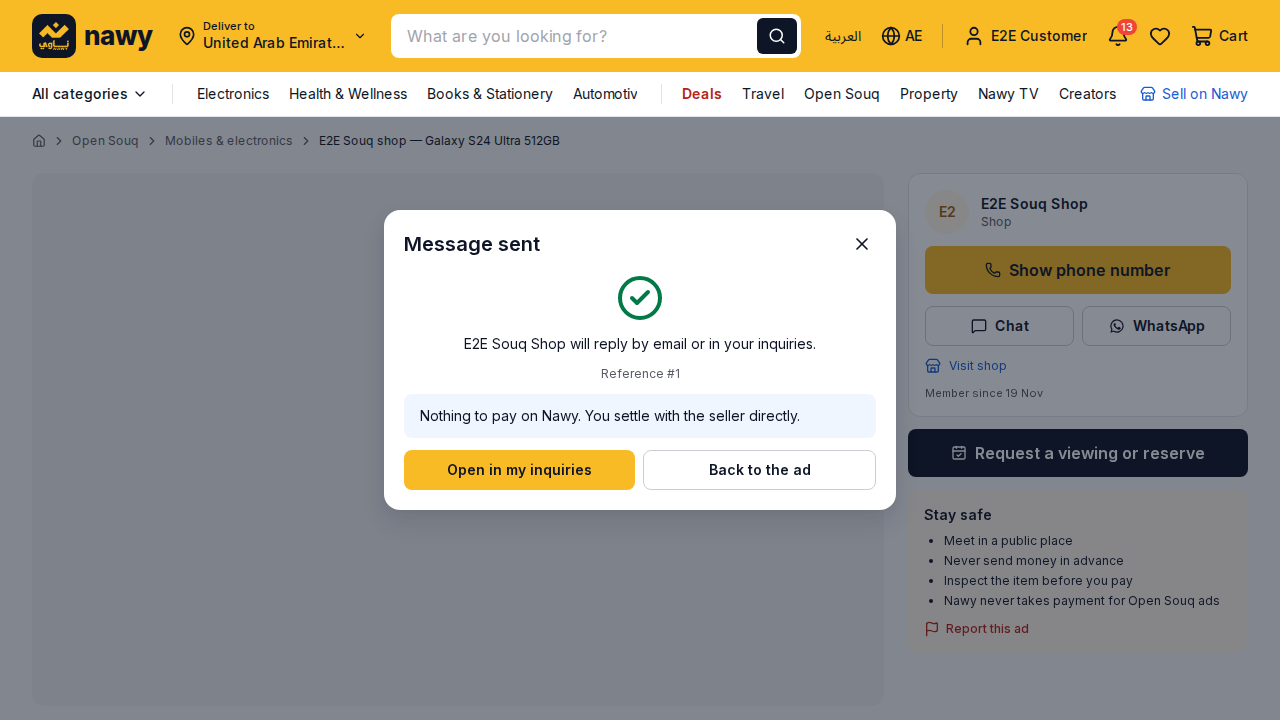 ناوي
NAWY
nawy
Deliver to
United Arab Emirat...
What are you looking for?
العربية
AE
E2E Customer
13
Cart
All categories
Electronics
Health & Wellness
Books & Stationery
Automotiv
Deals
Travel
Open Souq
Property
Nawy TV
Creators
Sell on Nawy
Open Souq
Mobiles & electronics
E2E Souq shop — Galaxy S24 Ultra 512GB
Message sent
E2E Souq Shop will reply by email or in your inquiries.
Reference #1
Nothing to pay on Nawy. You settle with the seller directly.
Open in my inquiries
Back to the ad
E2
E2E Souq Shop
Shop
Show phone number
Chat
WhatsApp
Visit shop
Member since 19 Nov
Request a viewing or reserve
Stay safe
• Meet in a public place
• Never send money in advance
• Inspect the item before you pay
• Nawy never takes payment for Open Souq ads
Report this ad